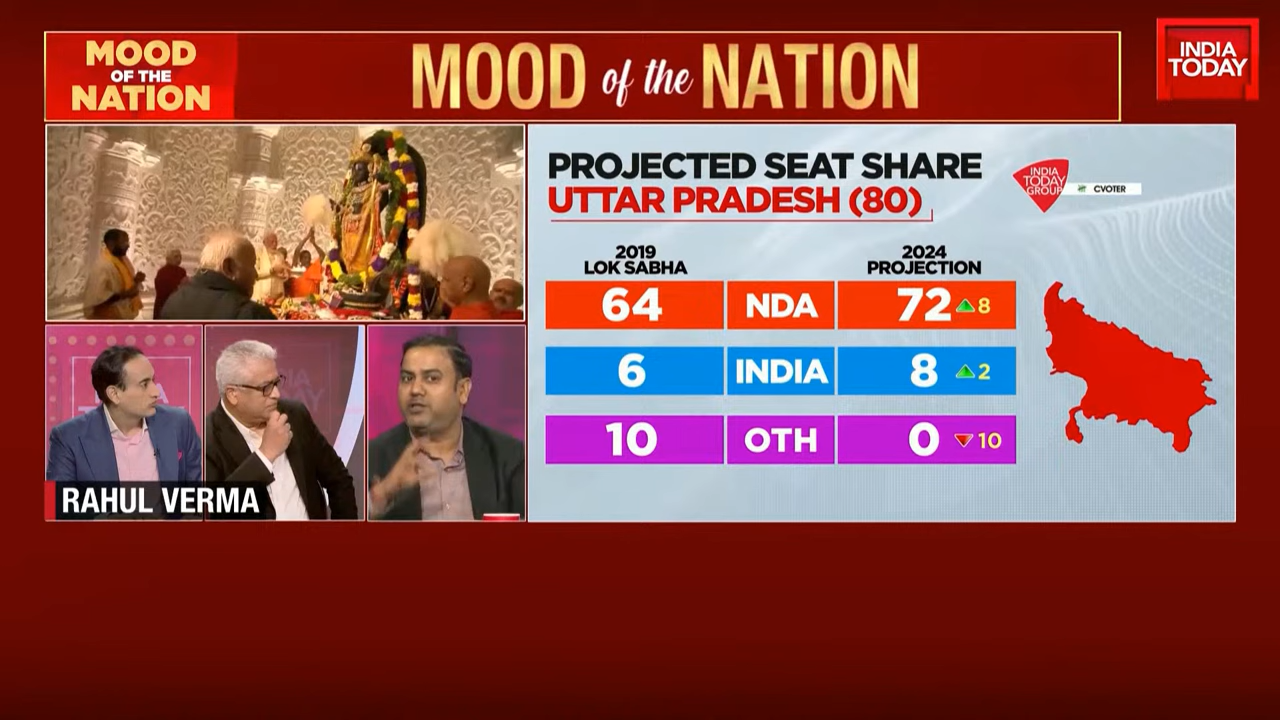 MOOD
OF THE
NATION
MOOD of the NATION
INDIA
TODAY
PROJECTED SEAT SHARE
UTTAR PRADESH (80)
INDIA
TODAY
GROUP
CVOTER
2019
LOK SABHA
2024
PROJECTION
64 NDA 72 8
6 INDIA 8 2
10 OTH 0 10
RAHUL VERMA